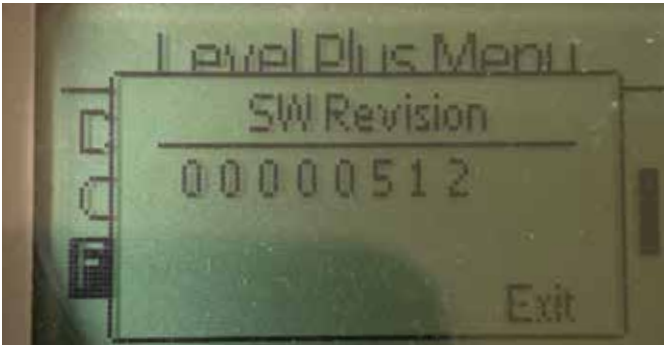 Level Plus Menu
SW Revision
00000512
D
C
F
Exit